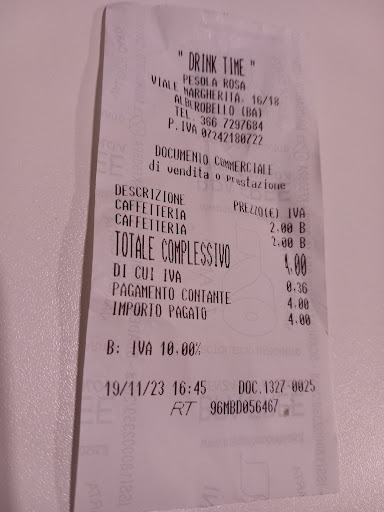 " DRINK TIME "
PESOLA ROSA
VIALE MARGHERITA, 16/18
ALBEROBELLO (BA)
TEL. 366 7297684
P.IVA 07242180722
DOCUMENTO COMMERCIALE
di vendita o prestazione
DESCRIZIONE PREZZO(€) IVA
CAFFETTERIA 2.00 B
CAFFETTERIA 2.00 B
TOTALE COMPLESSIVO 4,00
DI CUI IVA 0.36
PAGAMENTO CONTANTE 4.00
IMPORTO PAGATO 4.00
B: IVA 10.00%
19/11/23 16:45 DOC.1327-0025
RT 96MBD056467